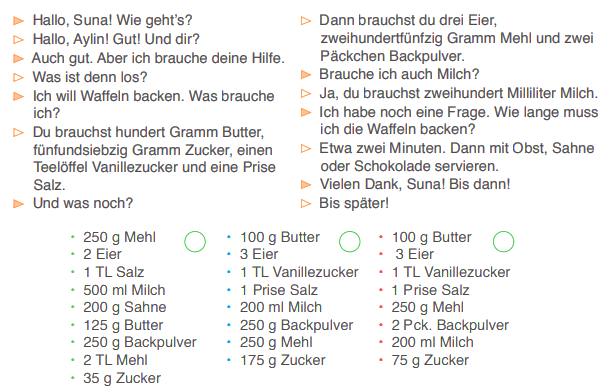 Hallo, Suna! Wie geht's?
Hallo, Aylin! Gut! Und dir?
Auch gut. Aber ich brauche deine Hilfe.
Was ist denn los?
Ich will Waffeln backen. Was brauche
ich?
Du brauchst hundert Gramm Butter,
fünfundsiebzig Gramm Zucker, einen
Teelöffel Vanillezucker und eine Prise
Salz.
Und was noch?
Dann brauchst du drei Eier,
zweihundertfünfzig Gramm Mehl und zwei
Päckchen Backpulver.
Brauche ich auch Milch?
Ja, du brauchst zweihundert Milliliter Milch.
Ich habe noch eine Frage. Wie lange muss
ich die Waffeln backen?
Etwa zwei Minuten. Dann mit Obst, Sahne
oder Schokolade servieren.
Vielen Dank, Suna! Bis dann!
Bis später!
• 250 g Mehl
• 2 Eier
• 1 TL Salz
• 500 ml Milch
• 200 g Sahne
• 125 g Butter
• 250 g Backpulver
• 2 TL Mehl
• 35 g Zucker
• 100 g Butter
• 3 Eier
• 1 TL Vanillezucker
• 1 Prise Salz
• 200 ml Milch
• 250 g Backpulver
• 250 g Mehl
• 175 g Zucker
• 100 g Butter
• 3 Eier
• 1 TL Vanillezucker
• 1 Prise Salz
• 250 g Mehl
• 2 Pck. Backpulver
• 200 ml Milch
• 75 g Zucker